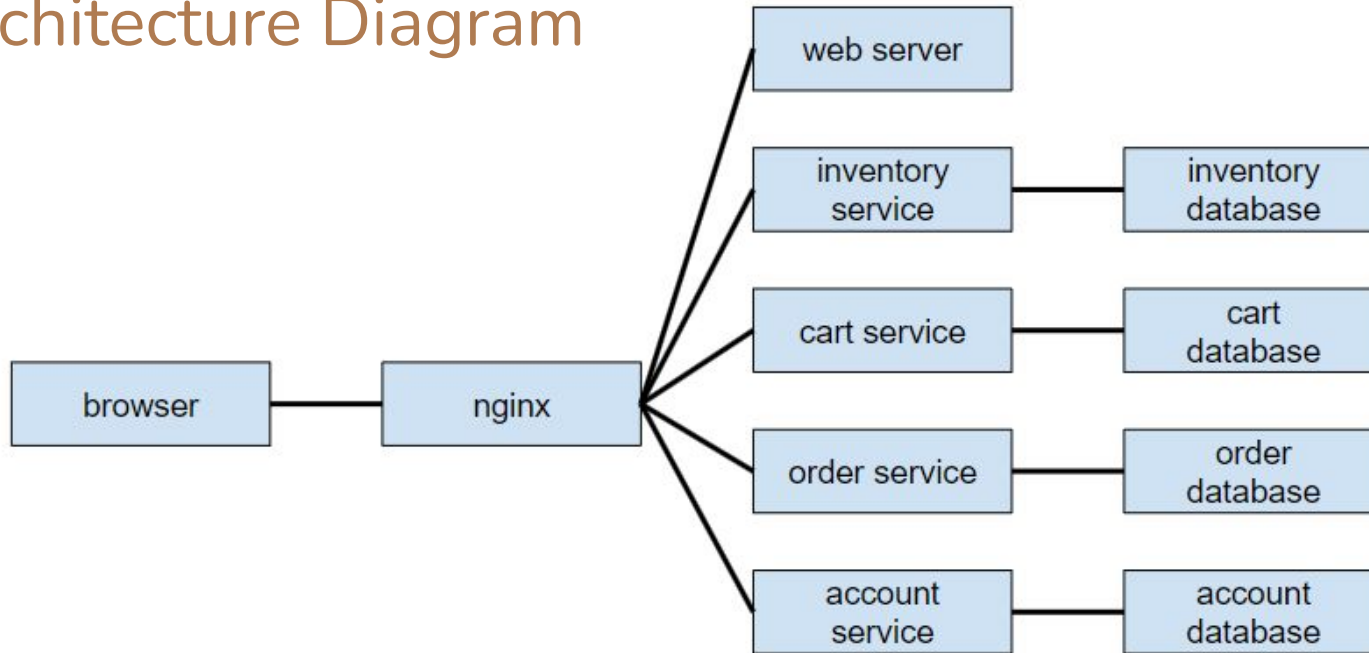 chitecture Diagram
web server
inventory
service
inventory
database
cart service
cart
database
browser
nginx
order service
order
database
account
service
account
database